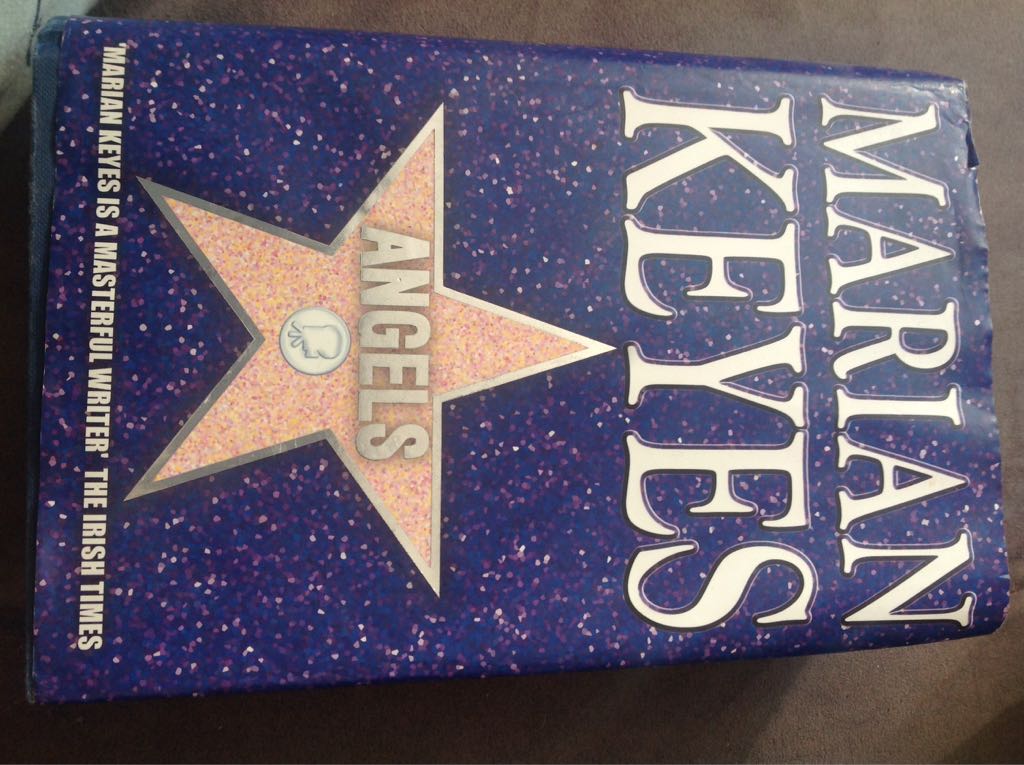 MARIAN
KEYES
ANGELS
'MARIAN KEYES IS A MASTERFUL WRITER' THE IRISH TIMES